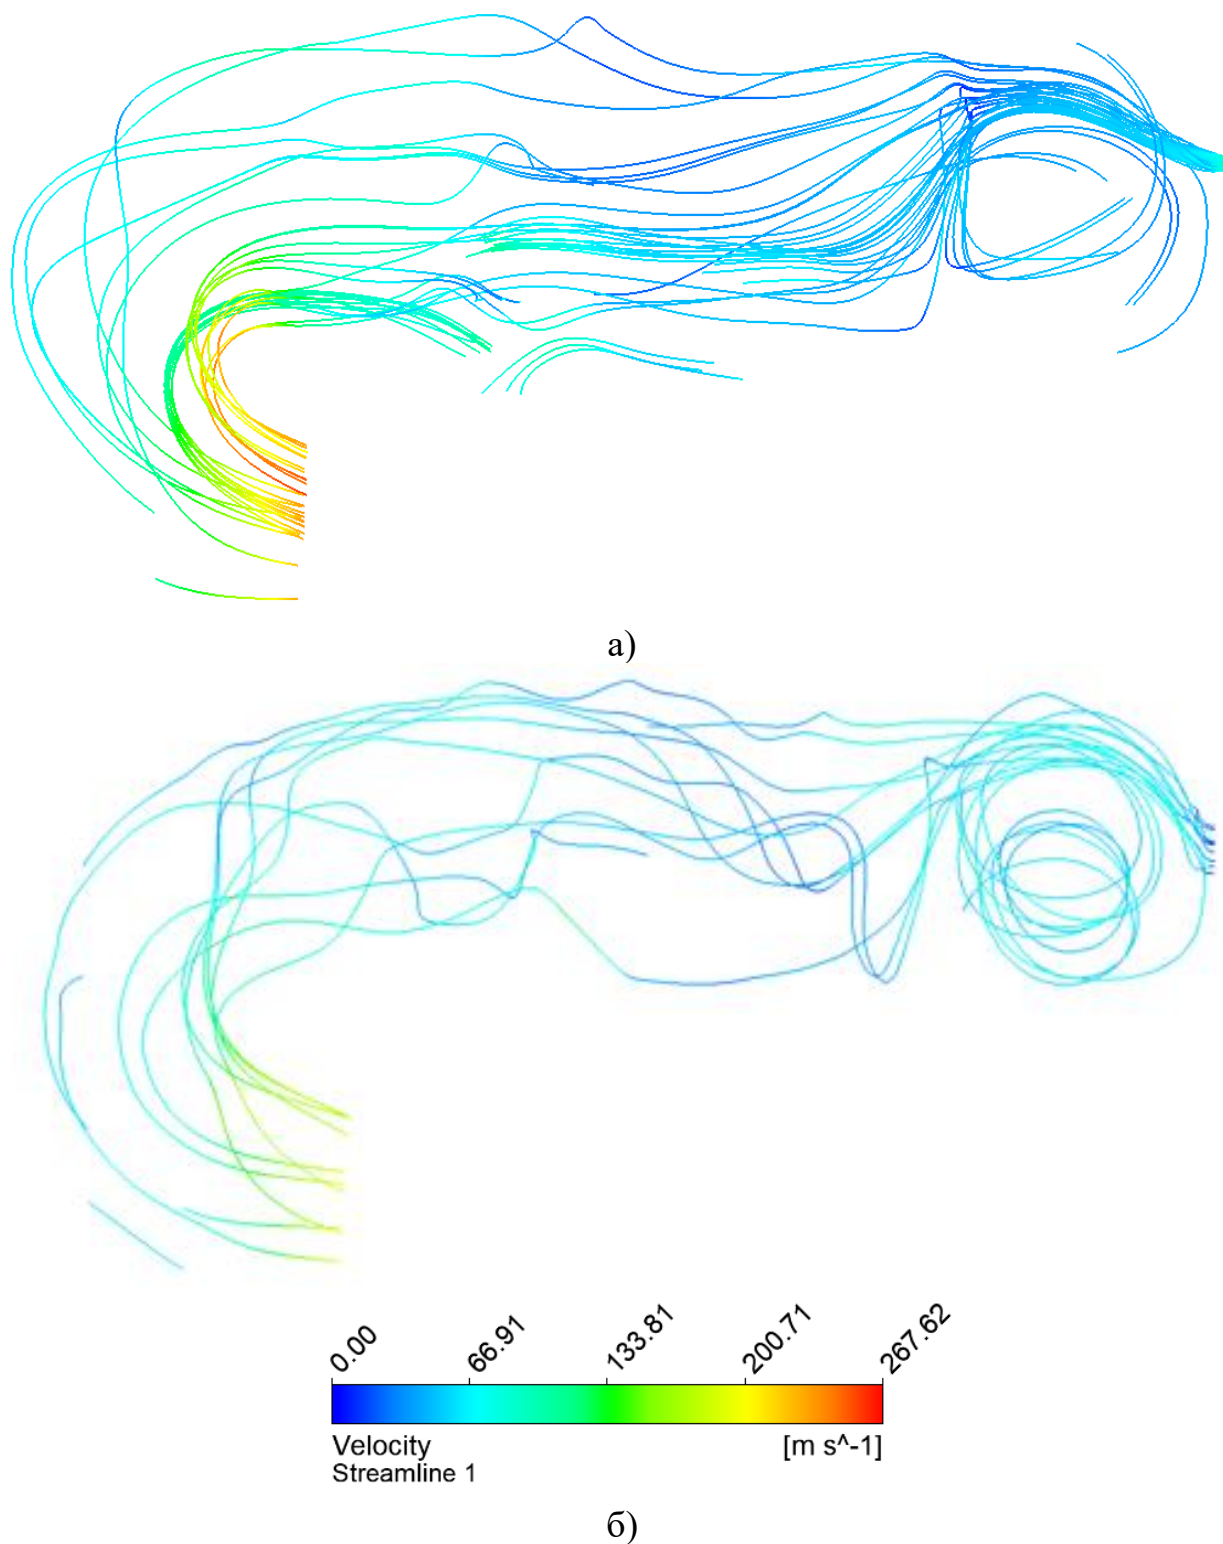 а)
0.00 66.91 133.81 200.71 267.62
Velocity [m s^-1]
Streamline 1
б)